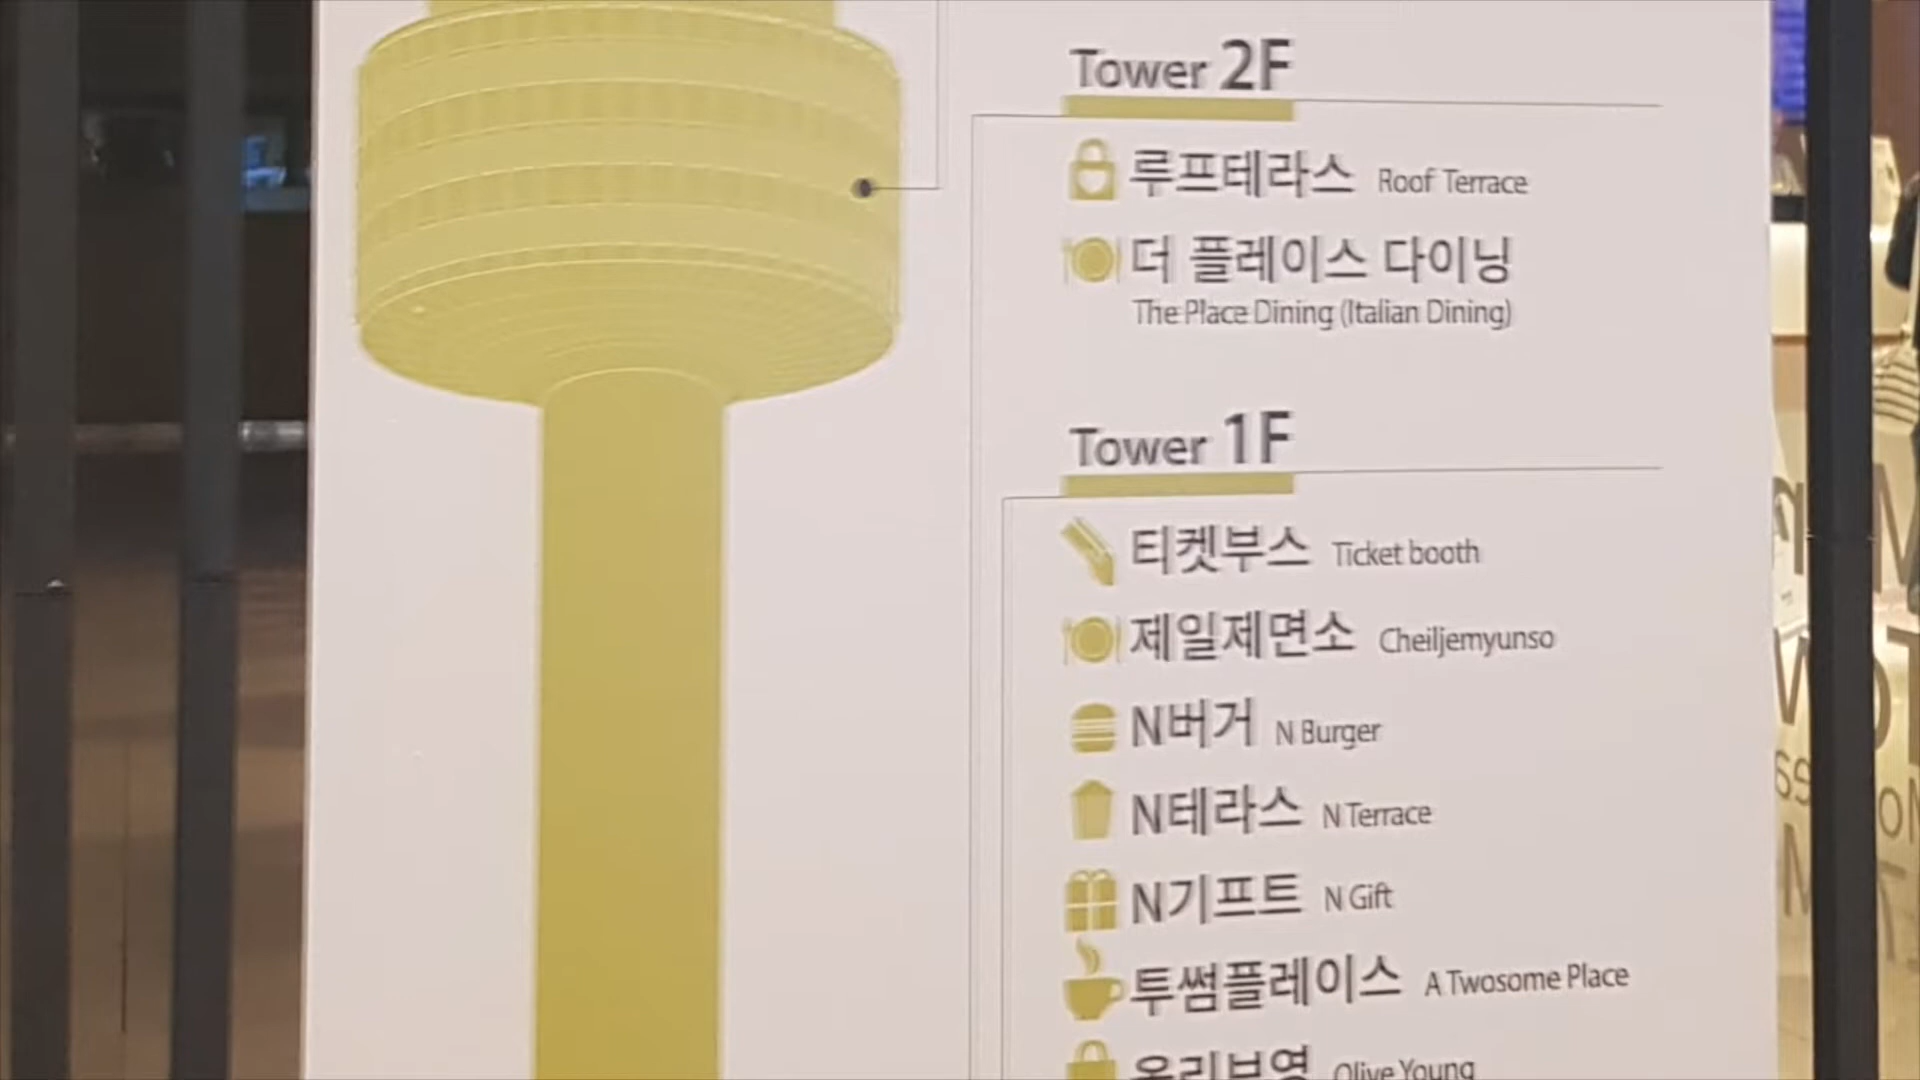 Tower 2F
루프테라스 Roof Terrace
더 플레이스 다이닝
The Place Dining (Italian Dining)
Tower 1F
티켓부스 Ticket booth
제일제면소 Cheiljemyunso
N버거 N Burger
N테라스 N Terrace
N기프트 N Gift
투썸플레이스 A Twosome Place
올리브영 Olive Young